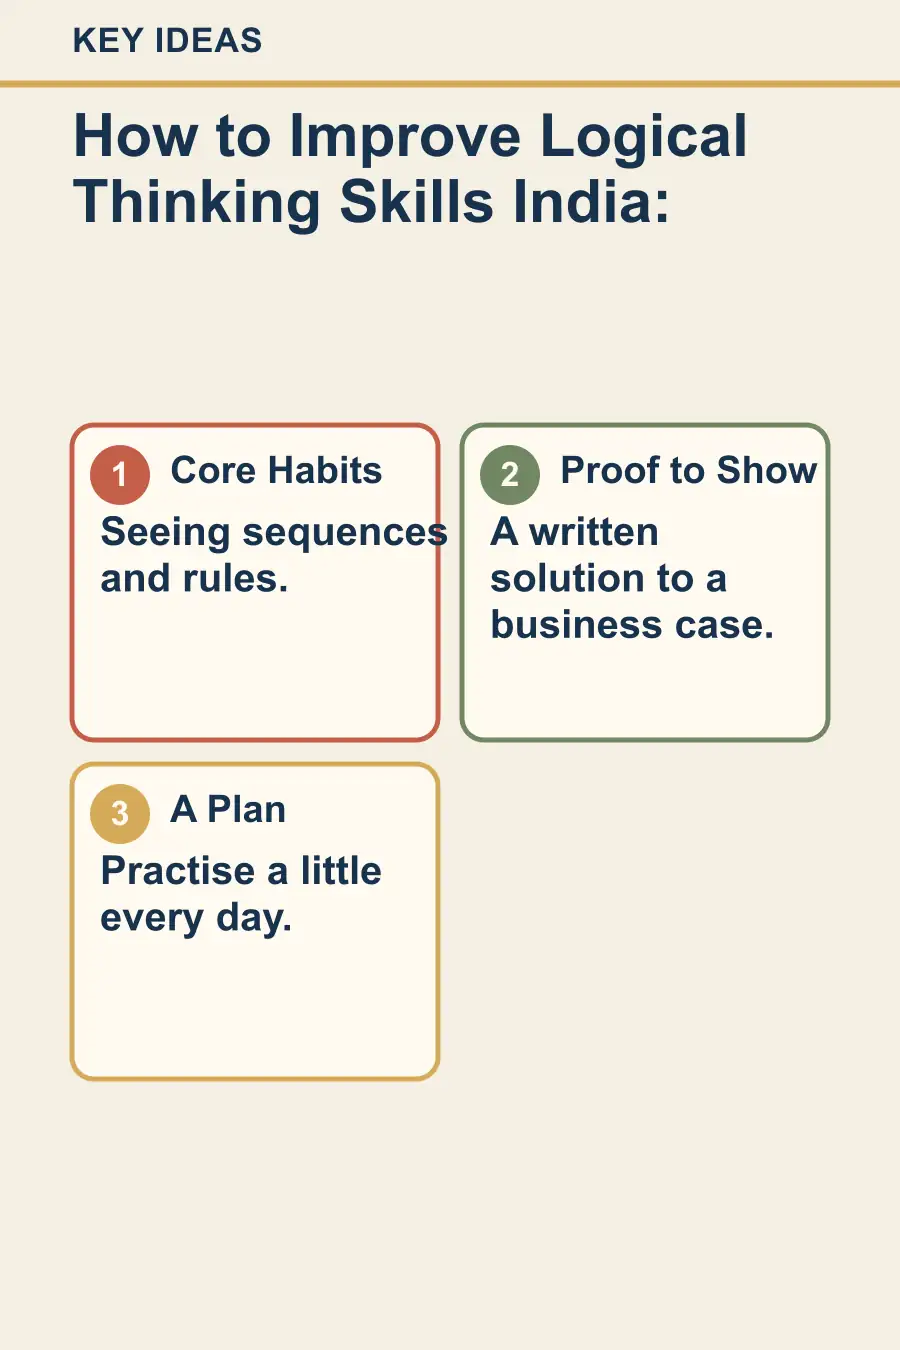 KEY IDEAS
How to Improve Logical
Thinking Skills India:
1 Core Habits
Seeing sequences
and rules.
2 Proof to Show
A written
solution to a
business case.
3 A Plan
Practise a little
every day.